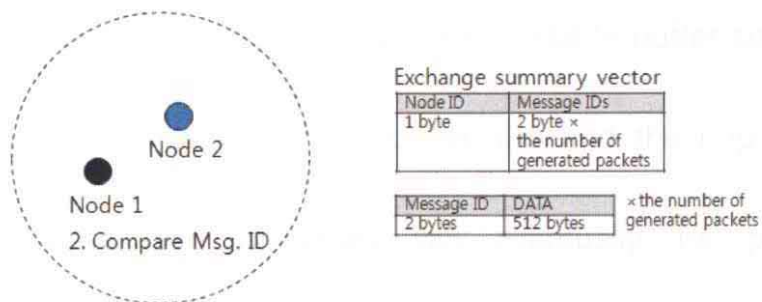 Node 2
Node 1
2. Compare Msg. ID
Exchange summary vector
Node ID Message IDs
1 byte 2 byte ×
the number of
generated packets
Message ID DATA × the number of
2 bytes 512 bytes generated packets